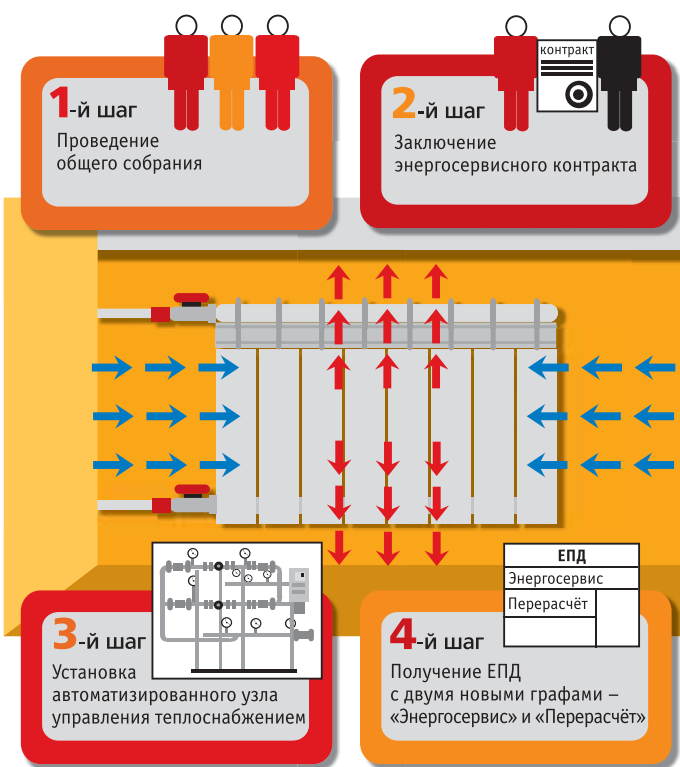 1-й шаг
Проведение
общего собрания
контракт
2-й шаг
Заключение
энергосервисного контракта
3-й шаг
Установка
автоматизированного узла
управления теплоснабжением
ЕПД
Энергосервис
Перерасчёт
4-й шаг
Получение ЕПД
с двумя новыми графами –
«Энергосервис» и «Перерасчёт»